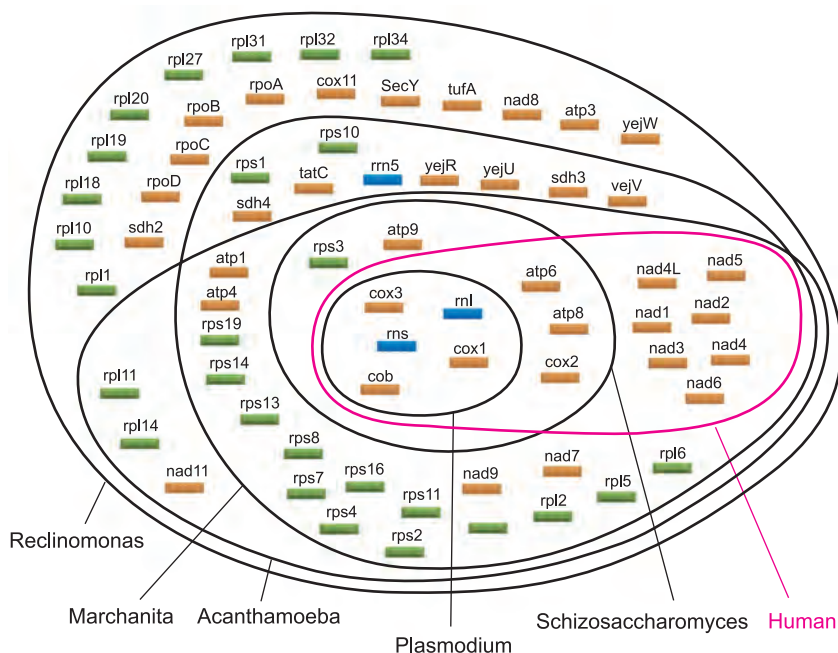 rpl31
rpl32
rpl34
rpl27
rpoA
cox11
SecY
tufA
nad8
atp3
yejW
rpl20
rpoB
rpl19
rpoC
rps10
rpl18
rpoD
rps1
tatC
rrn5
yejR
yejU
sdh3
vejV
rpl10
sdh2
sdh4
rpl1
atp1
rps3
atp9
atp6
nad4L
nad5
atp4
cox3
rnl
rps19
rns
atp8
nad1
nad2
rps14
cob
cox1
cox2
nad3
nad4
nad6
rpl11
rps13
rpl14
rps8
nad11
rps7
rps16
nad9
nad7
rpl6
rps4
rps11
rpl2
rpl5
rps2
Reclinomonas
Marchanita
Acanthamoeba
Plasmodium
Schizosaccharomyces
Human